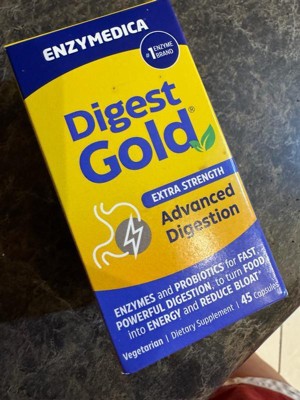 ENZYMEDICA
#1 ENZYME
BRAND
Digest
Gold®
EXTRA STRENGTH
Advanced
Digestion
ENZYMES and PROBIOTICS for FAST,
POWERFUL DIGESTION, to turn FOOD
into ENERGY and REDUCE BLOAT*
Vegetarian | Dietary Supplement | 45 Capsules